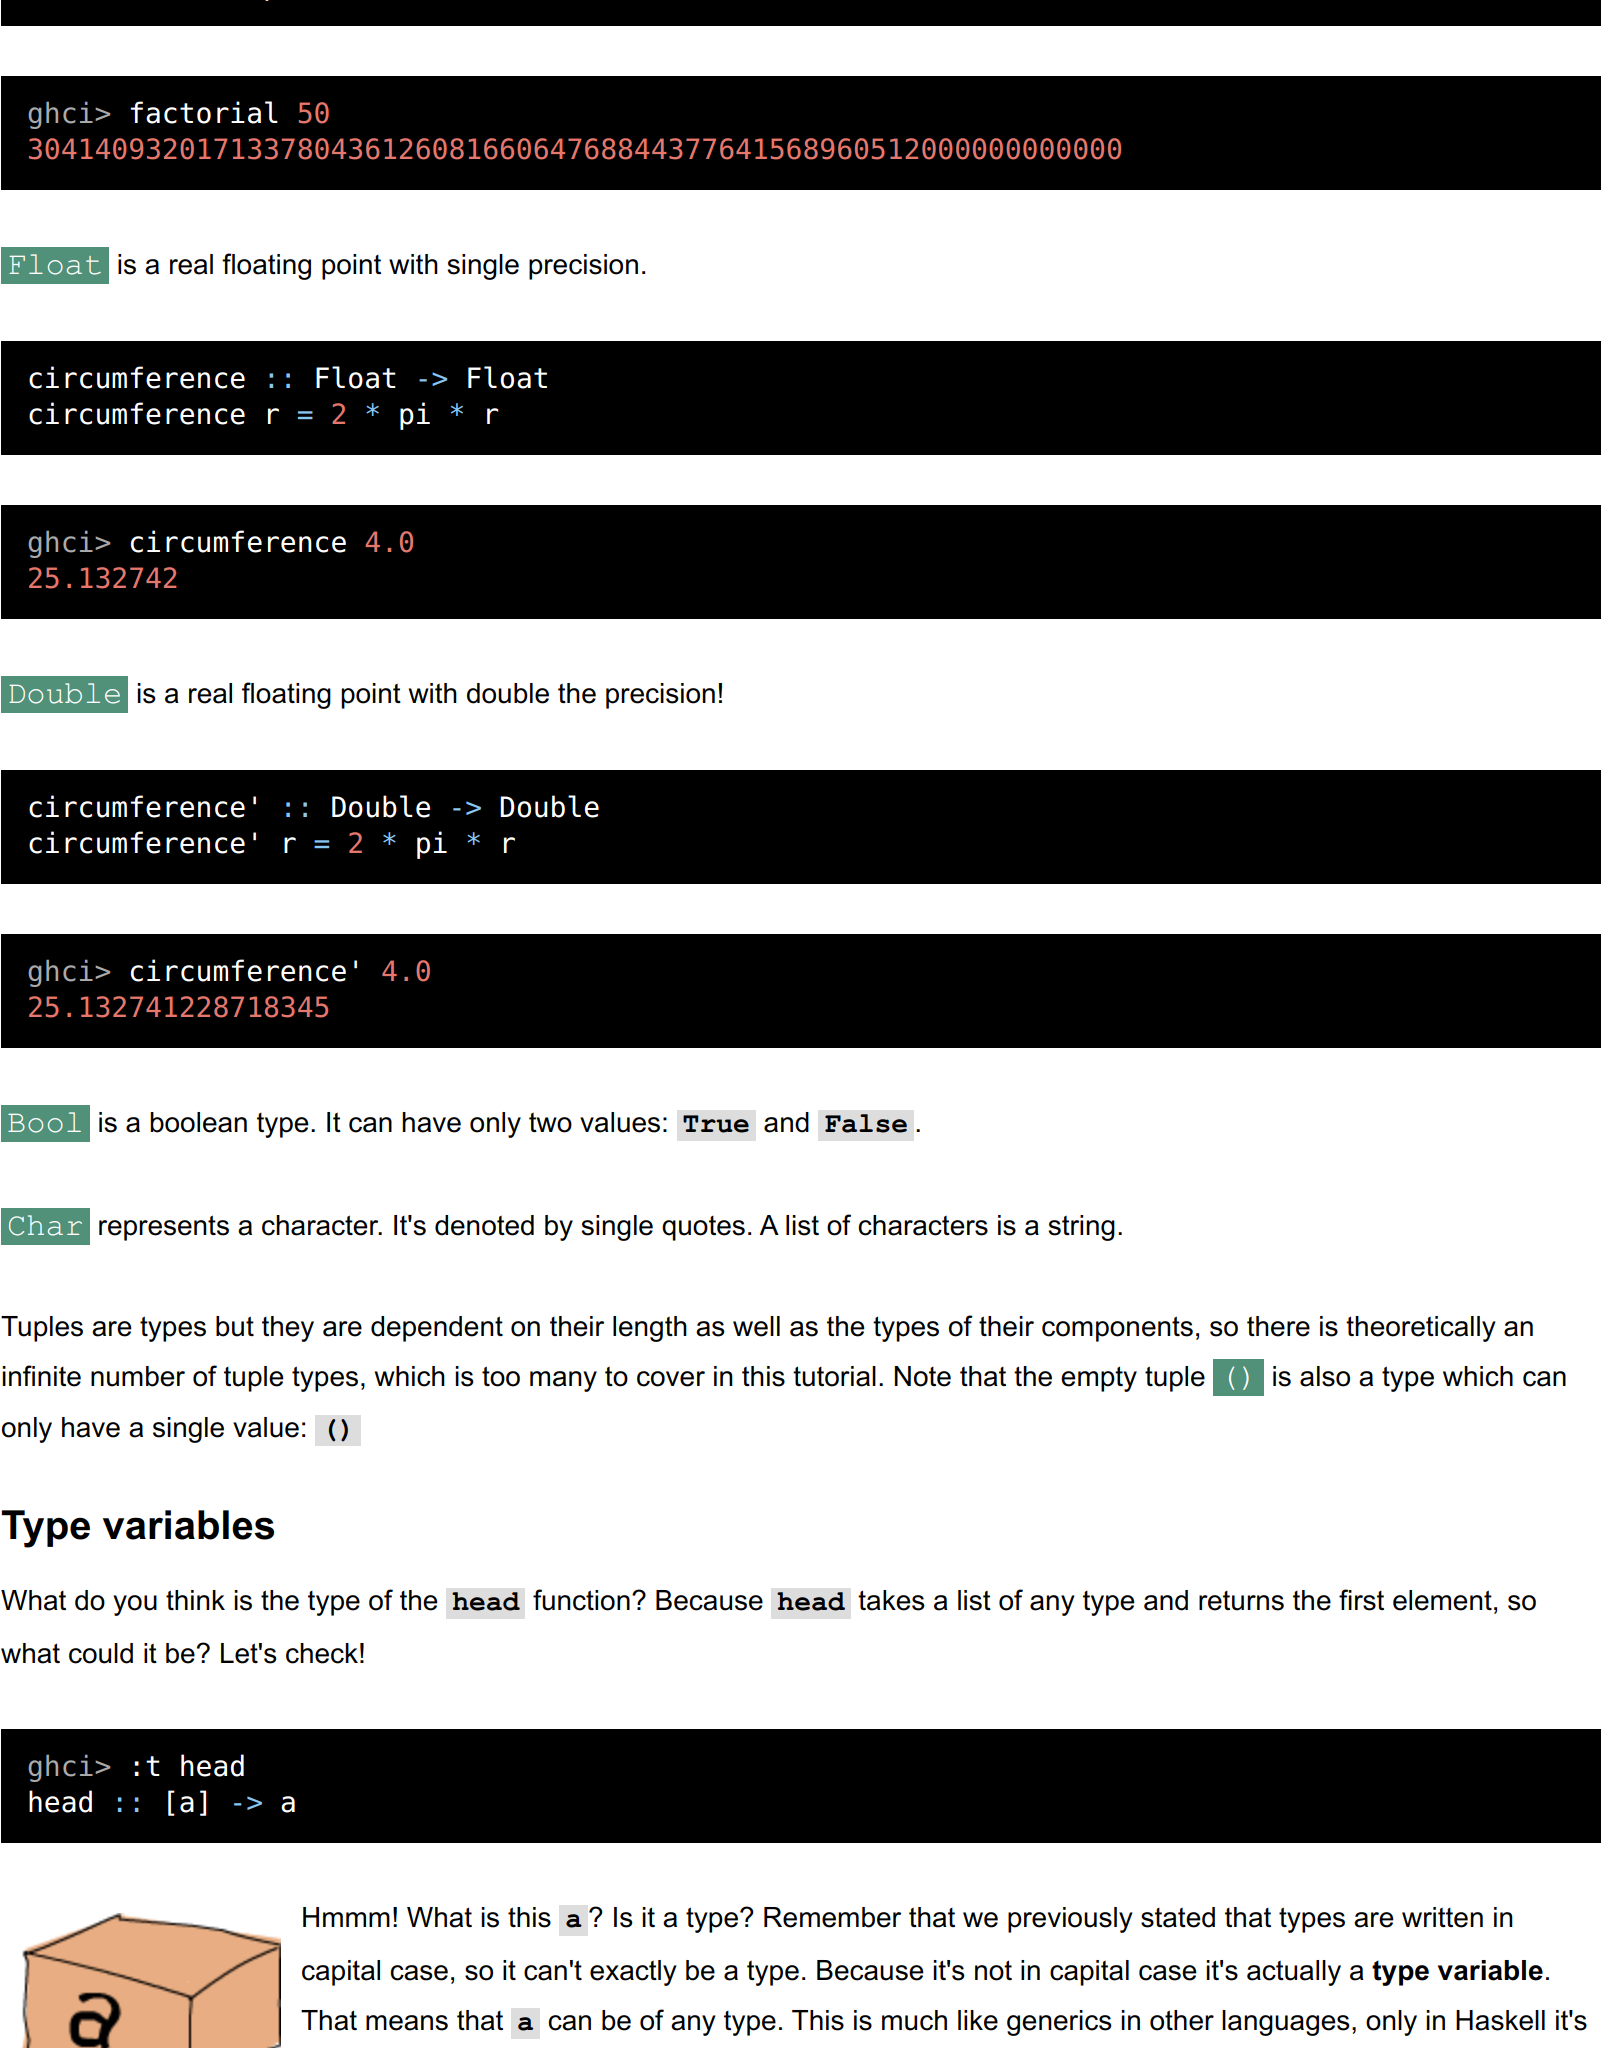 ghci> factorial 50
30414093201713378043612608166064768844377641568960512000000000000
Float is a real floating point with single precision.
circumference :: Float -> Float
circumference r = 2 * pi * r
ghci> circumference 4.0
25.132742
Double is a real floating point with double the precision!
circumference' :: Double -> Double
circumference' r = 2 * pi * r
ghci> circumference' 4.0
25.132741228718345
Bool is a boolean type. It can have only two values: True and False.
Char represents a character. It's denoted by single quotes. A list of characters is a string.
Tuples are types but they are dependent on their length as well as the types of their components, so there is theoretically an
infinite number of tuple types, which is too many to cover in this tutorial. Note that the empty tuple () is also a type which can
only have a single value: ()
Type variables
What do you think is the type of the head function? Because head takes a list of any type and returns the first element, so
what could it be? Let's check!
ghci> :t head
head :: [a] -> a
Hmmm! What is this a? Is it a type? Remember that we previously stated that types are written in
capital case, so it can't exactly be a type. Because it's not in capital case it's actually a type variable.
That means that a can be of any type. This is much like generics in other languages, only in Haskell it's
a